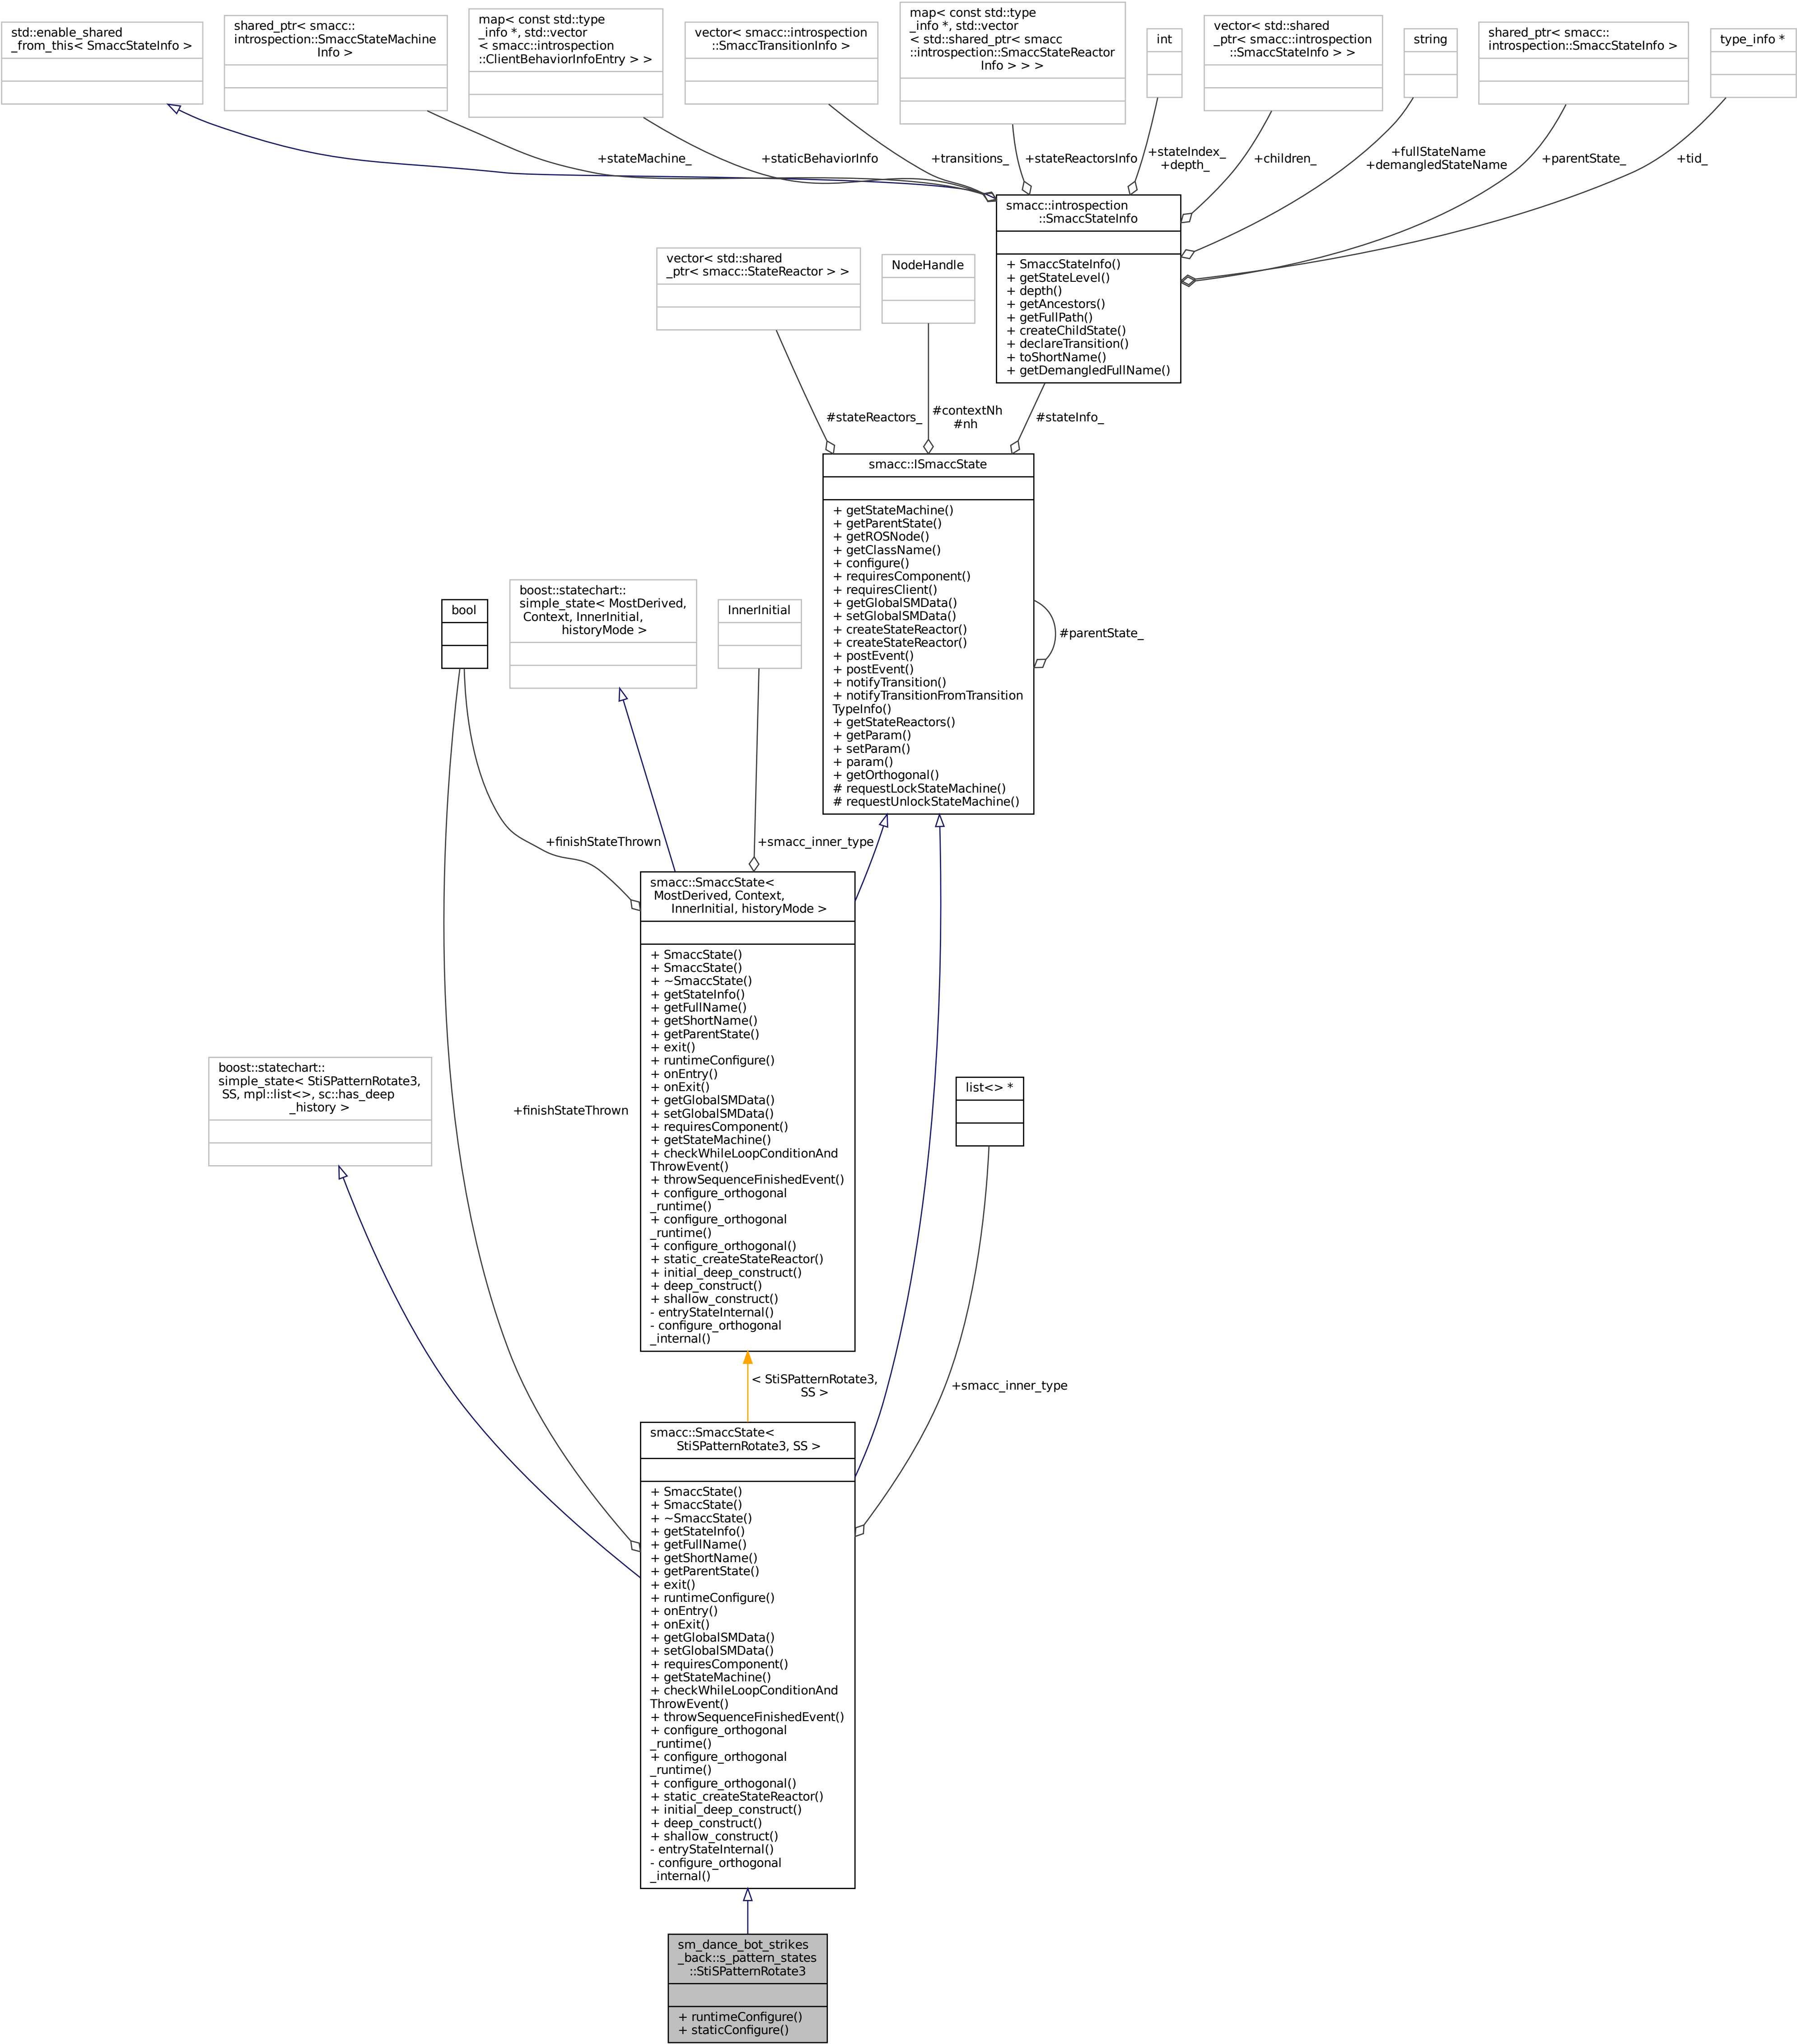 std::enable_shared
_from_this< SmaccStateInfo >
shared_ptr< smacc::
introspection::SmaccStateMachine
Info >
map< const std::type
_info *, std::vector
< smacc::introspection
::ClientBehaviorInfoEntry > >
vector< smacc::introspection
::SmaccTransitionInfo >
map< const std::type
_info *, std::vector
< std::shared_ptr< smacc
::introspection::SmaccStateReactor
Info > > >
int
vector< std::shared
_ptr< smacc::introspection
::SmaccStateInfo > >
string
shared_ptr< smacc::
introspection::SmaccStateInfo >
type_info *
+stateMachine_
+staticBehaviorInfo
+transitions_
+stateReactorsInfo
+stateIndex_
+depth_
+children_
+fullStateName
+demangledStateName
+parentState_
+tid_
smacc::introspection
::SmaccStateInfo
+ SmaccStateInfo()
+ getStateLevel()
+ depth()
+ getAncestors()
+ getFullPath()
+ createChildState()
+ declareTransition()
+ toShortName()
+ getDemangledFullName()
vector< std::shared
_ptr< smacc::StateReactor > >
NodeHandle
#stateReactors_
#contextNh
#nh
#stateInfo_
smacc::ISmaccState
+ getStateMachine()
+ getParentState()
+ getROSNode()
+ getClassName()
+ configure()
+ requiresComponent()
+ requiresClient()
+ getGlobalSMData()
+ setGlobalSMData()
+ createStateReactor()
+ createStateReactor()
+ postEvent()
+ postEvent()
+ notifyTransition()
+ notifyTransitionFromTransition
TypeInfo()
+ getStateReactors()
+ getParam()
+ setParam()
+ param()
+ getOrthogonal()
# requestLockStateMachine()
# requestUnlockStateMachine()
#parentState_
bool
boost::statechart::
simple_state< MostDerived,
Context, InnerInitial,
historyMode >
InnerInitial
+finishStateThrown
+smacc_inner_type
smacc::SmaccState<
MostDerived, Context,
InnerInitial, historyMode >
+ SmaccState()
+ SmaccState()
+ ~SmaccState()
+ getStateInfo()
+ getFullName()
+ getShortName()
+ getParentState()
+ exit()
+ runtimeConfigure()
+ onEntry()
+ onExit()
+ getGlobalSMData()
+ setGlobalSMData()
+ requiresComponent()
+ getStateMachine()
+ checkWhileLoopConditionAnd
ThrowEvent()
+ throwSequenceFinishedEvent()
+ configure_orthogonal
_runtime()
+ configure_orthogonal
_runtime()
+ configure_orthogonal()
+ static_createStateReactor()
+ initial_deep_construct()
+ deep_construct()
+ shallow_construct()
- entryStateInternal()
- configure_orthogonal
_internal()
boost::statechart::
simple_state< StiSPatternRotate3,
SS, mpl::list<>, sc::has_deep
_history >
+finishStateThrown
list<> *
< StiSPatternRotate3,
SS >
+smacc_inner_type
smacc::SmaccState<
StiSPatternRotate3, SS >
+ SmaccState()
+ SmaccState()
+ ~SmaccState()
+ getStateInfo()
+ getFullName()
+ getShortName()
+ getParentState()
+ exit()
+ runtimeConfigure()
+ onEntry()
+ onExit()
+ getGlobalSMData()
+ setGlobalSMData()
+ requiresComponent()
+ getStateMachine()
+ checkWhileLoopConditionAnd
ThrowEvent()
+ throwSequenceFinishedEvent()
+ configure_orthogonal
_runtime()
+ configure_orthogonal
_runtime()
+ configure_orthogonal()
+ static_createStateReactor()
+ initial_deep_construct()
+ deep_construct()
+ shallow_construct()
- entryStateInternal()
- configure_orthogonal
_internal()
sm_dance_bot_strikes
_back::s_pattern_states
::StiSPatternRotate3
+ runtimeConfigure()
+ staticConfigure()